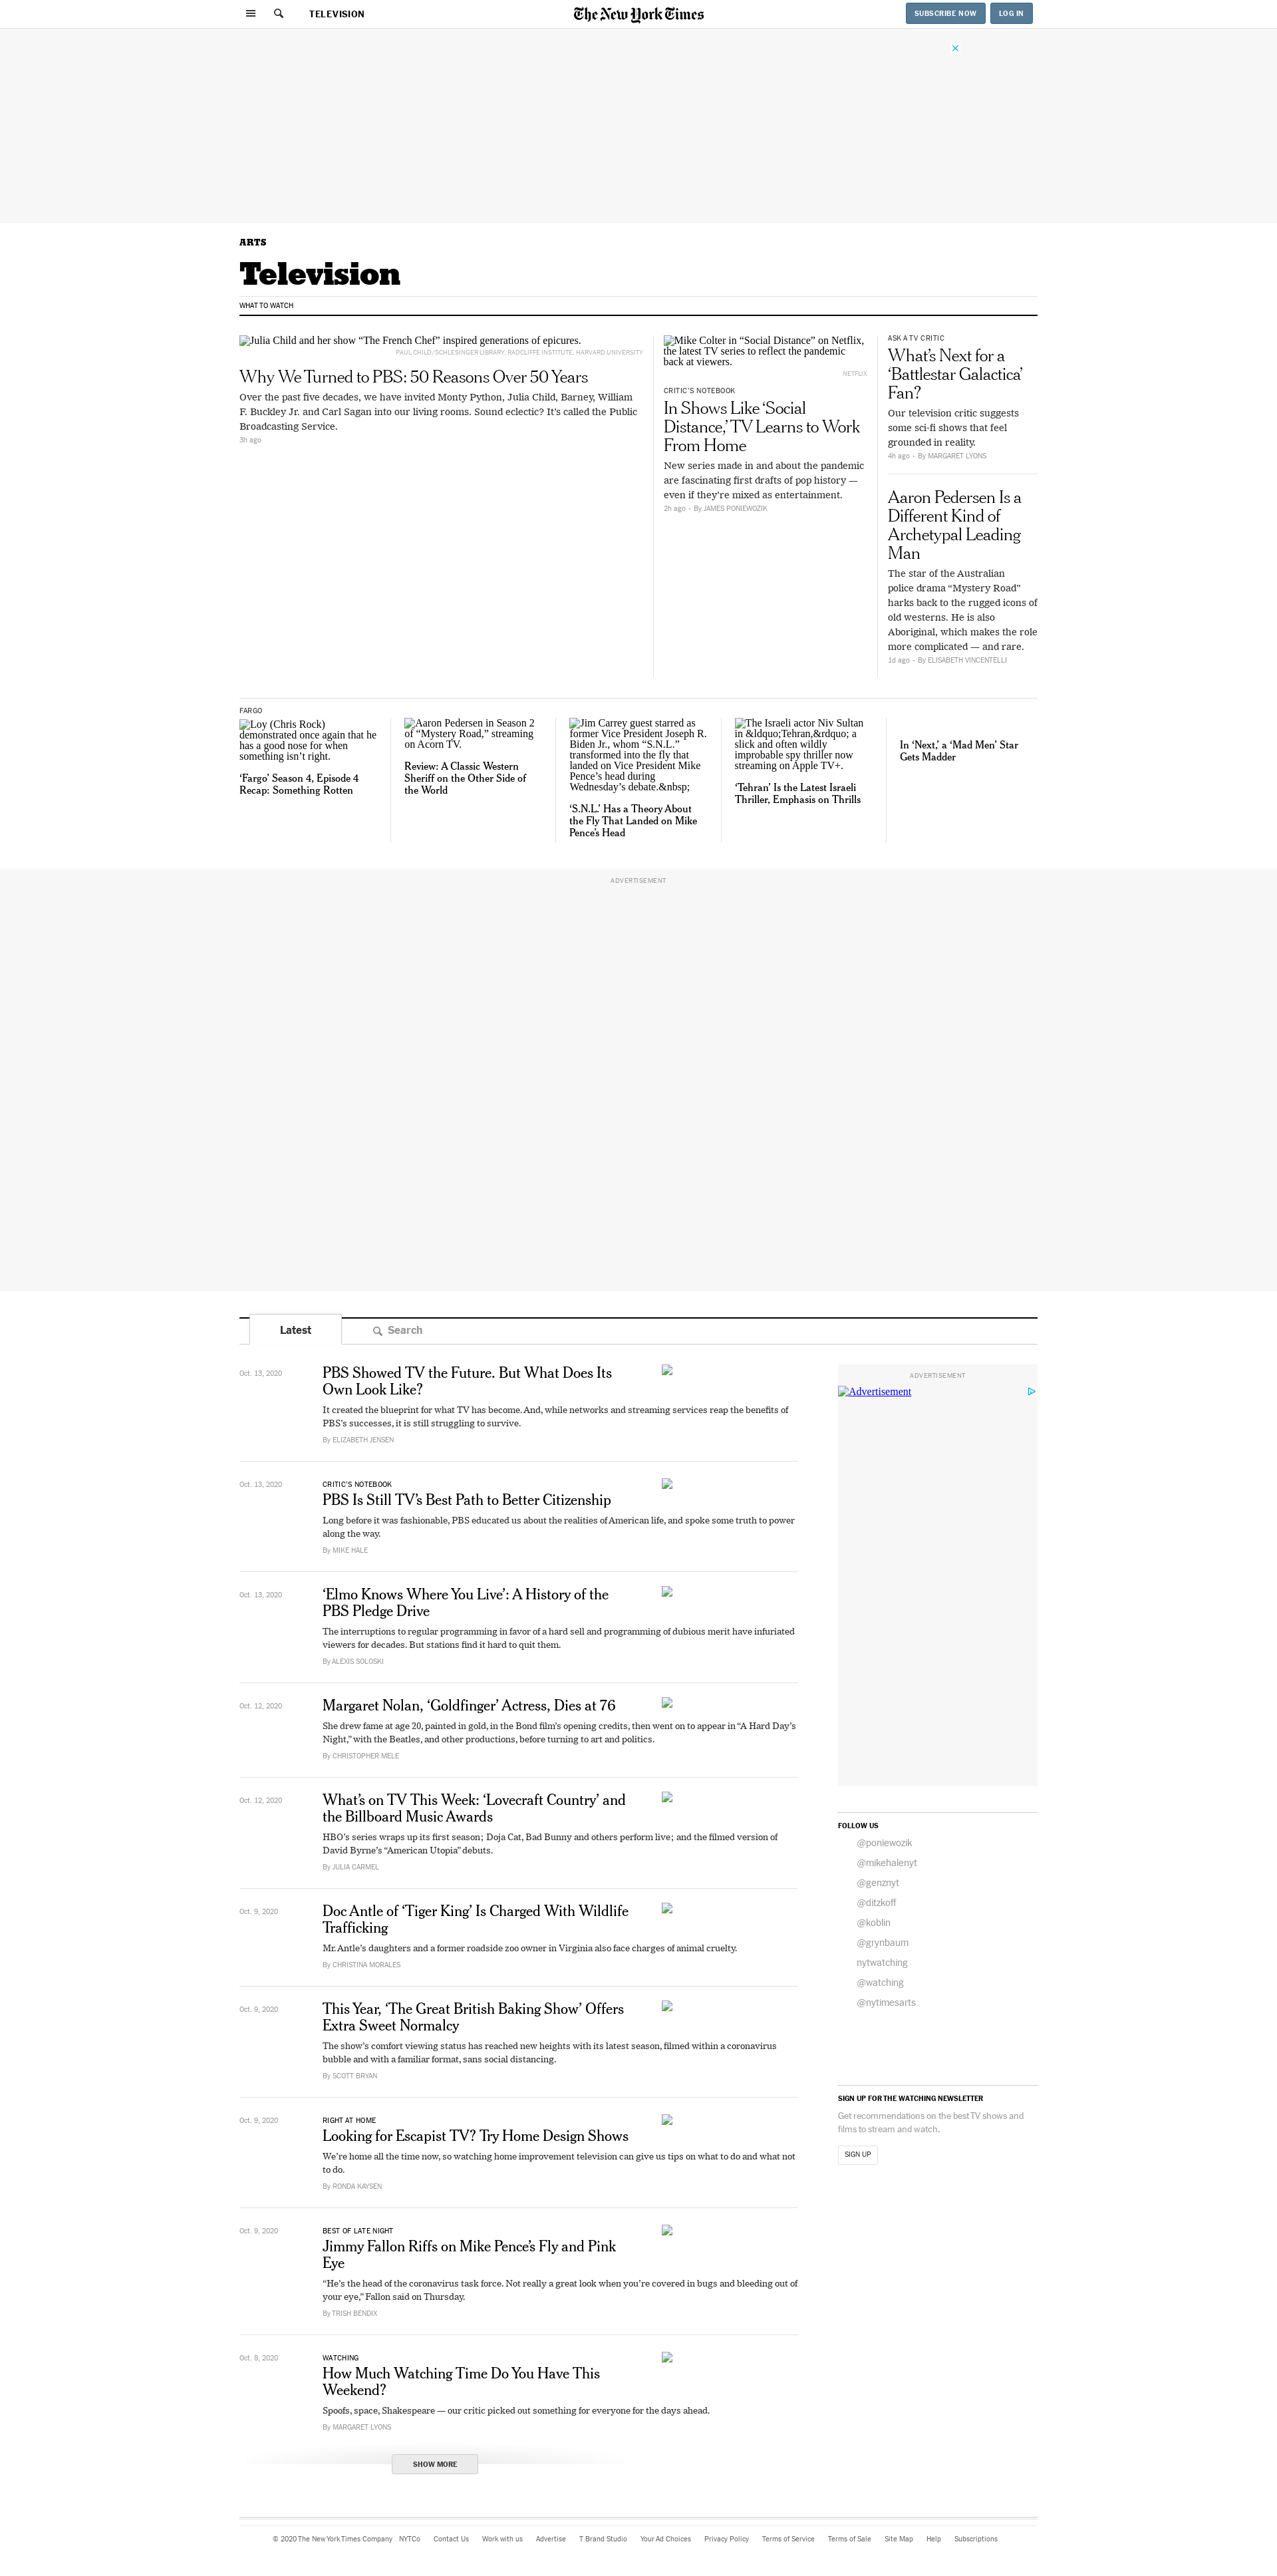 TELEVISION
The New York Times
SUBSCRIBE NOW
LOG IN
ARTS
Television
WHAT TO WATCH
Julia Child and her show “The French Chef” inspired generations of epicures.
PAUL CHILD/SCHLESINGER LIBRARY, RADCLIFFE INSTITUTE, HARVARD UNIVERSITY
Why We Turned to PBS: 50 Reasons Over 50 Years
Over the past five decades, we have invited Monty Python, Julia Child, Barney, William
F. Buckley Jr. and Carl Sagan into our living rooms. Sound eclectic? It’s called the Public
Broadcasting Service.
3h ago
Mike Colter in “Social Distance” on Netflix,
the latest TV series to reflect the pandemic
back at viewers.
NETFLIX
CRITIC’S NOTEBOOK
In Shows Like ‘Social
Distance,’ TV Learns to Work
From Home
New series made in and about the pandemic
are fascinating first drafts of pop history —
even if they’re mixed as entertainment.
2h ago • By JAMES PONIEWOZIK
ASK A TV CRITIC
What’s Next for a
‘Battlestar Galactica’
Fan?
Our television critic suggests
some sci-fi shows that feel
grounded in reality.
4h ago • By MARGARET LYONS
Aaron Pedersen Is a
Different Kind of
Archetypal Leading
Man
The star of the Australian
police drama “Mystery Road”
harks back to the rugged icons of
old westerns. He is also
Aboriginal, which makes the role
more complicated — and rare.
1d ago • By ELISABETH VINCENTELLI
FARGO
Loy (Chris Rock)
demonstrated once again that he
has a good nose for when
something isn’t right.
‘Fargo’ Season 4, Episode 4
Recap: Something Rotten
Aaron Pedersen in Season 2
of “Mystery Road,” streaming
on Acorn TV.
Review: A Classic Western
Sheriff on the Other Side of
the World
Jim Carrey guest starred as
former Vice President Joseph R.
Biden Jr., whom “S.N.L.”
transformed into the fly that
landed on Vice President Mike
Pence’s head during
Wednesday’s debate.&nbsp;
‘S.N.L.’ Has a Theory About
the Fly That Landed on Mike
Pence’s Head
The Israeli actor Niv Sultan
in &ldquo;Tehran,&rdquo; a
slick and often wildly
improbable spy thriller now
streaming on Apple TV+.
‘Tehran’ Is the Latest Israeli
Thriller, Emphasis on Thrills
In ‘Next,’ a ‘Mad Men’ Star
Gets Madder
ADVERTISEMENT
Latest
Search
Oct. 13, 2020
PBS Showed TV the Future. But What Does Its
Own Look Like?
It created the blueprint for what TV has become. And, while networks and streaming services reap the benefits of
PBS’s successes, it is still struggling to survive.
By ELIZABETH JENSEN
Oct. 13, 2020
CRITIC’S NOTEBOOK
PBS Is Still TV’s Best Path to Better Citizenship
Long before it was fashionable, PBS educated us about the realities of American life, and spoke some truth to power
along the way.
By MIKE HALE
Oct. 13, 2020
‘Elmo Knows Where You Live’: A History of the
PBS Pledge Drive
The interruptions to regular programming in favor of a hard sell and programming of dubious merit have infuriated
viewers for decades. But stations find it hard to quit them.
By ALEXIS SOLOSKI
Oct. 12, 2020
Margaret Nolan, ‘Goldfinger’ Actress, Dies at 76
She drew fame at age 20, painted in gold, in the Bond film’s opening credits, then went on to appear in “A Hard Day’s
Night,” with the Beatles, and other productions, before turning to art and politics.
By CHRISTOPHER MELE
Oct. 12, 2020
What’s on TV This Week: ‘Lovecraft Country’ and
the Billboard Music Awards
HBO’s series wraps up its first season; Doja Cat, Bad Bunny and others perform live; and the filmed version of
David Byrne’s “American Utopia” debuts.
By JULIA CARMEL
Oct. 9, 2020
Doc Antle of ‘Tiger King’ Is Charged With Wildlife
Trafficking
Mr. Antle’s daughters and a former roadside zoo owner in Virginia also face charges of animal cruelty.
By CHRISTINA MORALES
Oct. 9, 2020
This Year, ‘The Great British Baking Show’ Offers
Extra Sweet Normalcy
The show’s comfort viewing status has reached new heights with its latest season, filmed within a coronavirus
bubble and with a familiar format, sans social distancing.
By SCOTT BRYAN
Oct. 9, 2020
RIGHT AT HOME
Looking for Escapist TV? Try Home Design Shows
We’re home all the time now, so watching home improvement television can give us tips on what to do and what not
to do.
By RONDA KAYSEN
Oct. 9, 2020
BEST OF LATE NIGHT
Jimmy Fallon Riffs on Mike Pence’s Fly and Pink
Eye
“He’s the head of the coronavirus task force. Not really a great look when you’re covered in bugs and bleeding out of
your eye,” Fallon said on Thursday.
By TRISH BENDIX
Oct. 8, 2020
WATCHING
How Much Watching Time Do You Have This
Weekend?
Spoofs, space, Shakespeare — our critic picked out something for everyone for the days ahead.
By MARGARET LYONS
SHOW MORE
ADVERTISEMENT
Advertisement
FOLLOW US
@poniewozik
@mikehalenyt
@genznyt
@ditzkoff
@koblin
@grynbaum
nytwatching
@watching
@nytimesarts
SIGN UP FOR THE WATCHING NEWSLETTER
Get recommendations on the best TV shows and
films to stream and watch.
SIGN UP
© 2020 The New York Times Company NYTCo Contact Us Work with us Advertise T Brand Studio Your Ad Choices Privacy Policy Terms of Service Terms of Sale Site Map Help Subscriptions